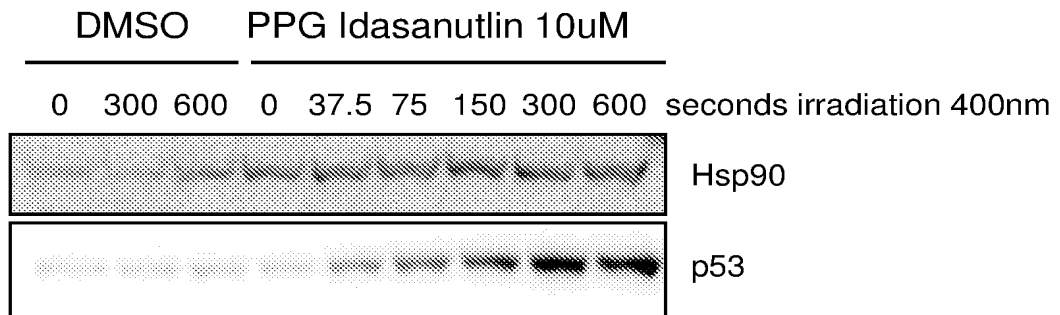 DMSO PPG Idasanutlin 10uM
0 300 600 0 37.5 75 150 300 600 seconds irradiation 400nm
Hsp90
p53